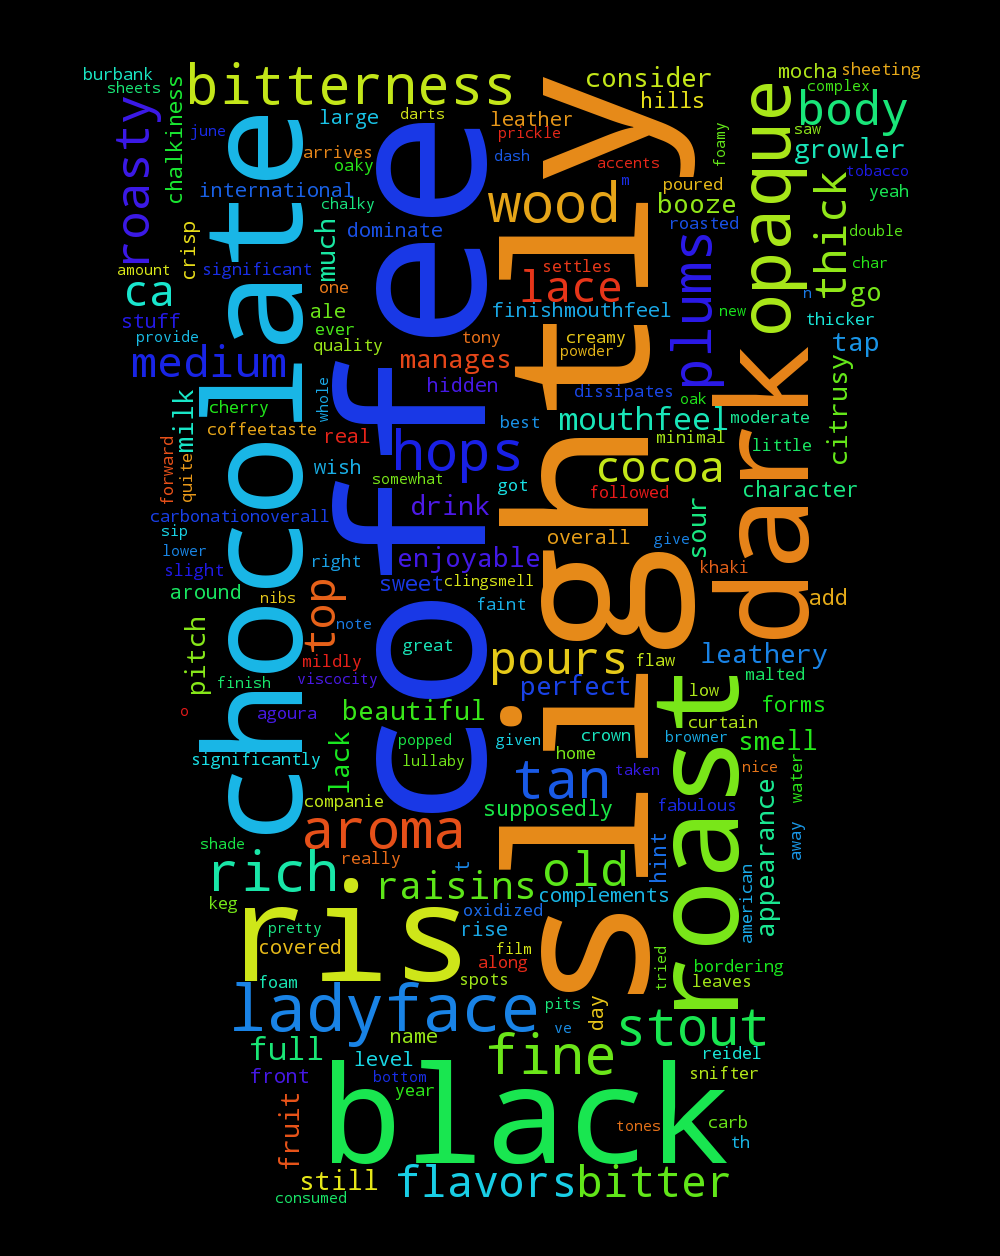 burbank
sheets
bitterness
consider
mocha
sheeting
complex
hills
body
roasty
chalkiness
june
large
darts
leather
prickle
foamy
saw
growler
arrives
oaky
dash
accents
tobacco
international
m
poured
yeah
chalky
wood
booze
chocolate
coffee
slightly
opaque
thick
crisp
much
dominate
roasted
double
amount
significant
settles
plums
char
ca
one
lace
n
go
stuff
ale
finishmouthfeel
new
thicker
provide
ever
quality
tony
creamy
powder
tap
medium
manages
hidden
dissipates
oak
dark
citrusy
milk
cherry
whole
best
mouthfeel
moderate
coffeetaste
real
hops
minimal
little
forward
quite
wish
somewhat
got
cocoa
followed
character
carbonationoverall
drink
sour
sip
lower
right
overall
give
slight
enjoyable
khaki
around
nibs
top
sweet
clingsmell
faint
add
note
great
pitch
mildly
viscocity
pours
flaw
leathery
finish
perfect
low
malted
o
agoura
beautiful
curtain
forms
significantly
lack
popped
given
crown
browner
smell
lullaby
home
roast
companie
tan
taken
nice
water
supposedly
fabulous
aroma
appearance
shade
really
t
hint
away
rich
raisins
old
complements
american
keg
ris
oxidized
pretty
covered
rise
film
along
tried
bordering
foam
spots
leaves
ladyface
pits
day
stout
name
ve
full
level
fine
reidel
front
bottom
year
snifter
black
fruit
tones
carb
th
still
flavors
bitter
consumed